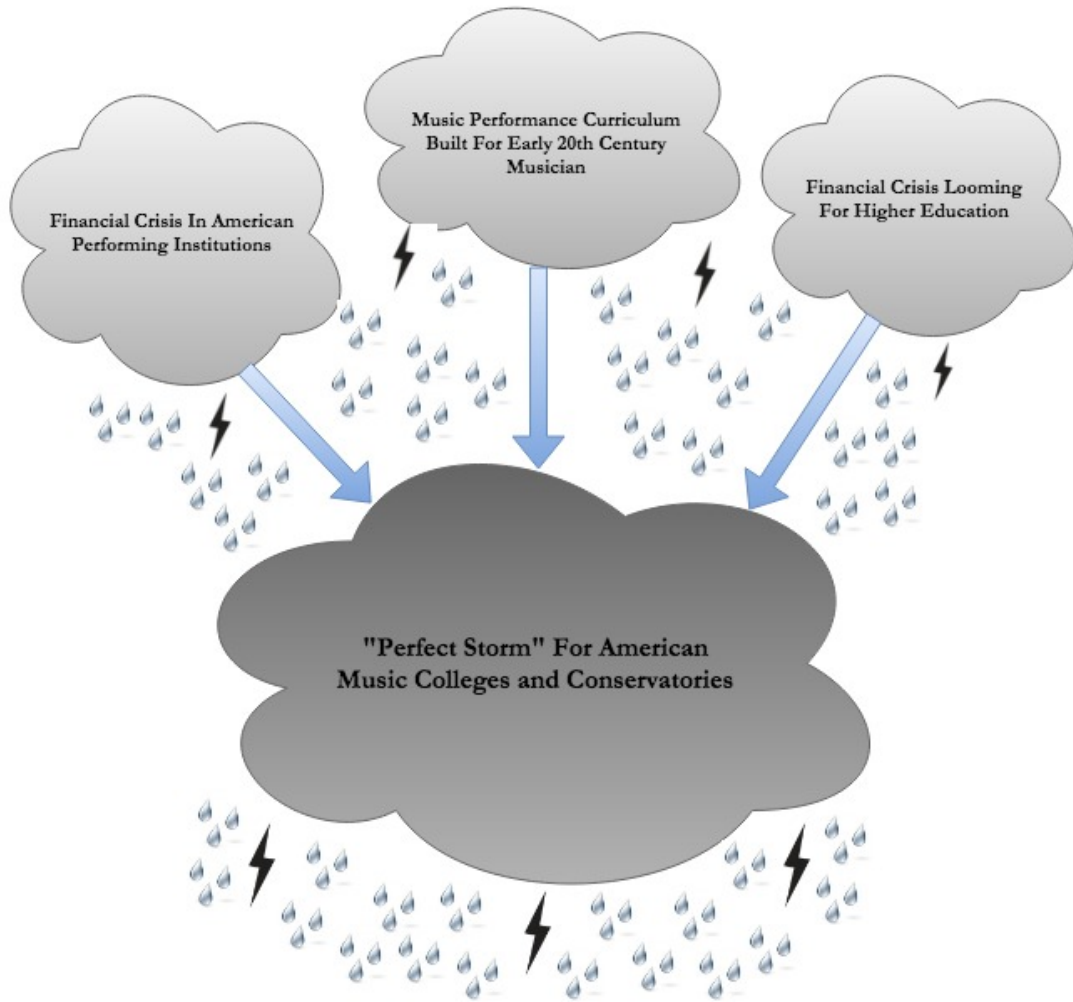 Financial Crisis In American
Performing Institutions
Music Performance Curriculum
Built For Early 20th Century
Musician
Financial Crisis Looming
For Higher Education
"Perfect Storm" For American
Music Colleges and Conservatories